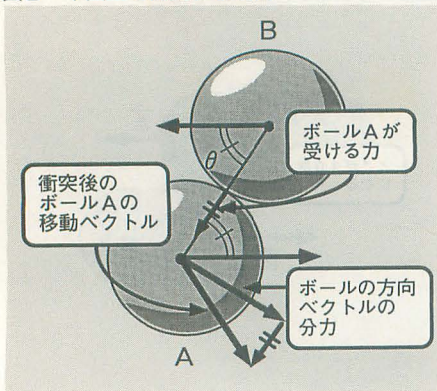 B
ボールAが
受ける力
θ
衝突後の
ボールAの
移動ベクトル
ボールの方向
ベクトルの
分力
A